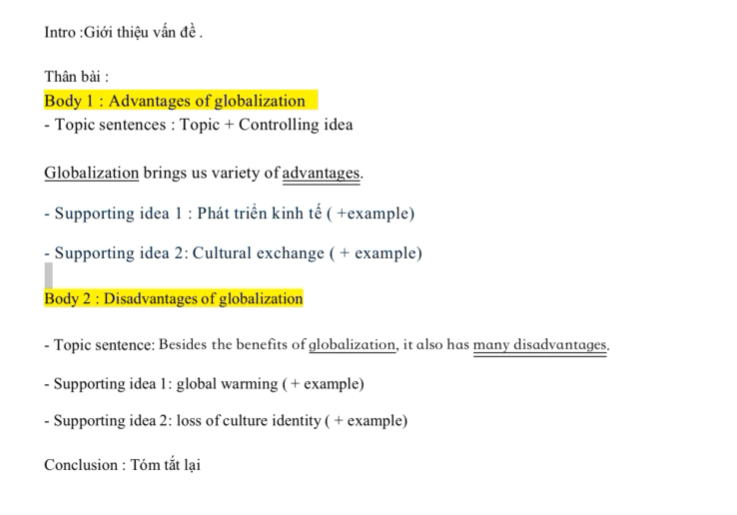 Intro :Giới thiệu vấn đề .
Thân bài :
Body 1 : Advantages of globalization
- Topic sentences : Topic + Controlling idea
Globalization brings us variety of advantages.
- Supporting idea 1 : Phát triển kinh tế ( +example)
- Supporting idea 2: Cultural exchange ( + example)
Body 2 : Disadvantages of globalization
- Topic sentence: Besides the benefits of globalization, it also has many disadvantages.
- Supporting idea 1: global warming ( + example)
- Supporting idea 2: loss of culture identity ( + example)
Conclusion : Tóm tắt lại